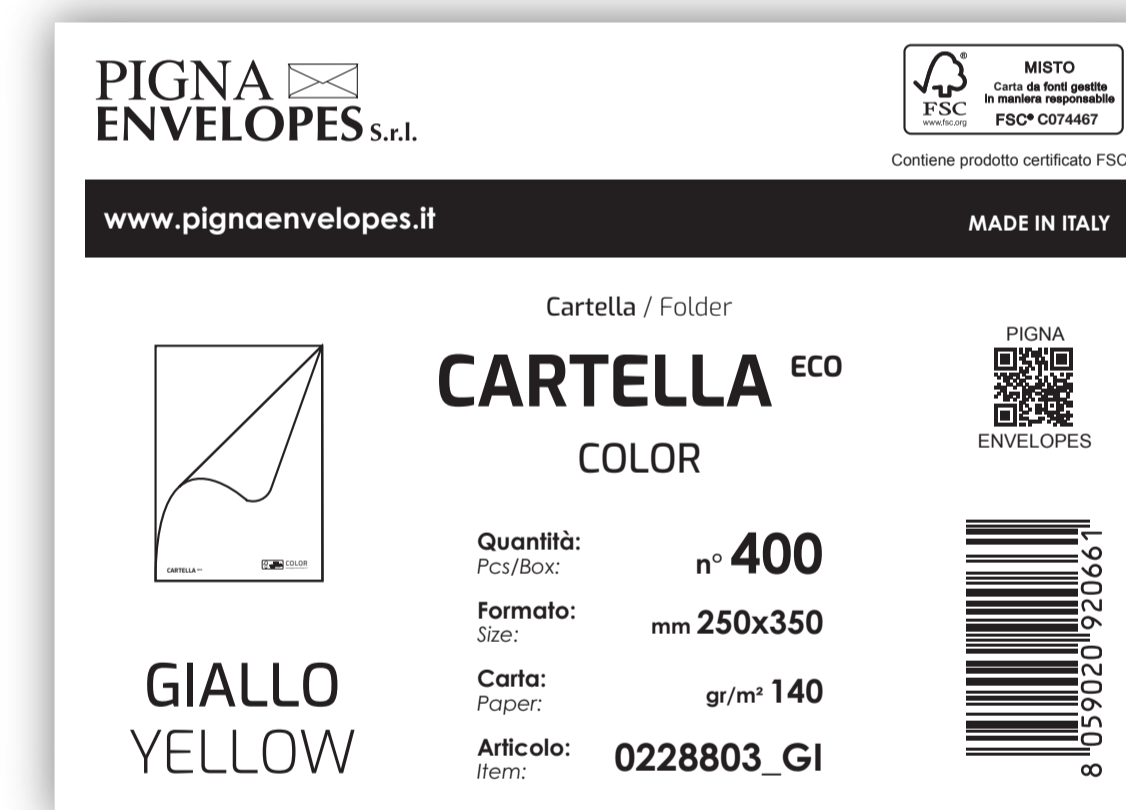 PIGNA
ENVELOPES S.r.l.
FSC
www.fsc.org
MISTO
Carta da fonti gestite
in maniera responsabile
FSC® C074467
Contiene prodotto certificato FSC
www.pignaenvelopes.it
MADE IN ITALY
Cartella / Folder
CARTELLA ECO
COLOR
PIGNA
ENVELOPES
CARTELLA ECO
COLOR
Quantità:
Pcs/Box:
n° 400
Formato:
Size:
mm 250x350
Carta:
Paper:
gr/m² 140
Articolo:
Item:
0228803_GI
GIALLO
YELLOW
8 059020 920661